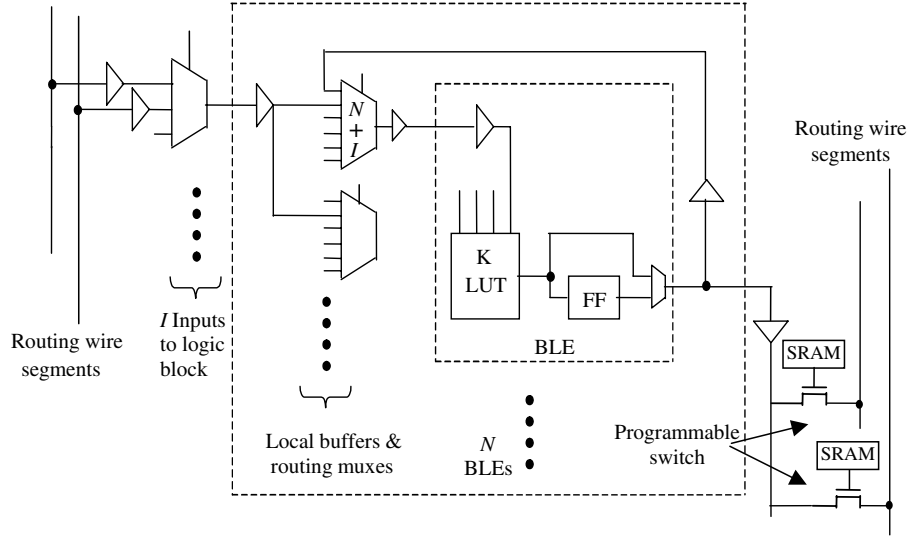 Routing wire
segments
I Inputs
to logic
block
N
+
I
Local buffers &
routing muxes
K
LUT
FF
BLE
N
BLEs
Routing wire
segments
SRAM
Programmable
switch
SRAM